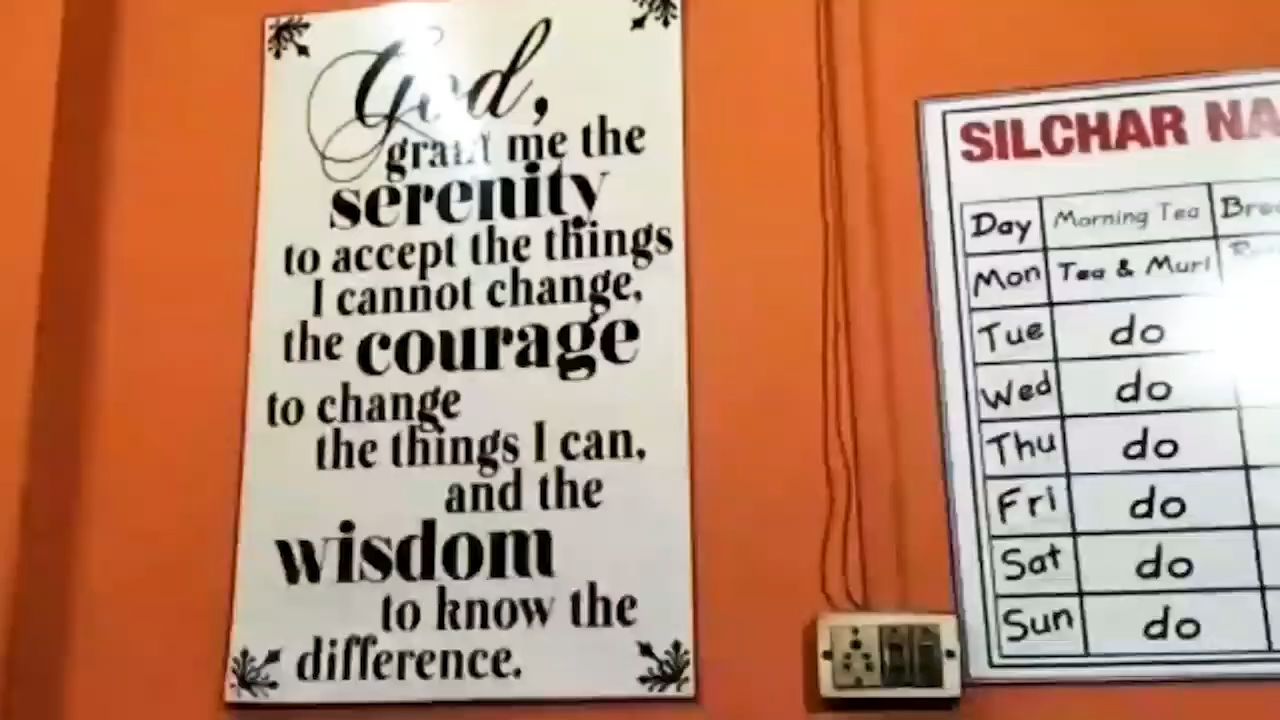 God,
grant me the
serenity
to accept the things
I cannot change,
the courage
to change
the things I can,
and the
wisdom
to know the
difference.
SILCHAR
Day Morning Tea
Mon Tea & Muri
Tue do
Wed do
Thu do
Fri do
Sat do
Sun do